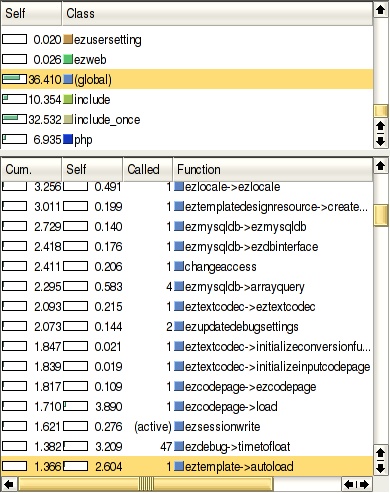 Self Class
0.020 ezusersetting
0.026 ezweb
36.410 (global)
10.354 include
32.532 include_once
6.935 php
Cum. Self Called Function
3.256 0.491 1 ezlocale->ezlocale
3.011 0.199 1 eztemplatedesignresource->create...
2.729 0.140 1 ezmysqldb->ezmysqldb
2.418 0.176 1 ezmysqldb->ezdbinterface
2.411 0.206 1 changeaccess
2.295 0.583 4 ezmysqldb->arrayquery
2.093 0.215 1 eztextcodec->eztextcodec
2.073 0.144 2 ezupdatedebugsettings
1.847 0.021 1 eztextcodec->initializeconversionfu...
1.839 0.019 1 eztextcodec->initializeinputcodepage
1.817 0.109 1 ezcodepage->ezcodepage
1.710 3.890 1 ezcodepage->load
1.621 0.276 (active) ezsessionwrite
1.382 3.209 47 ezdebug->timetofloat
1.366 2.604 1 eztemplate->autoload